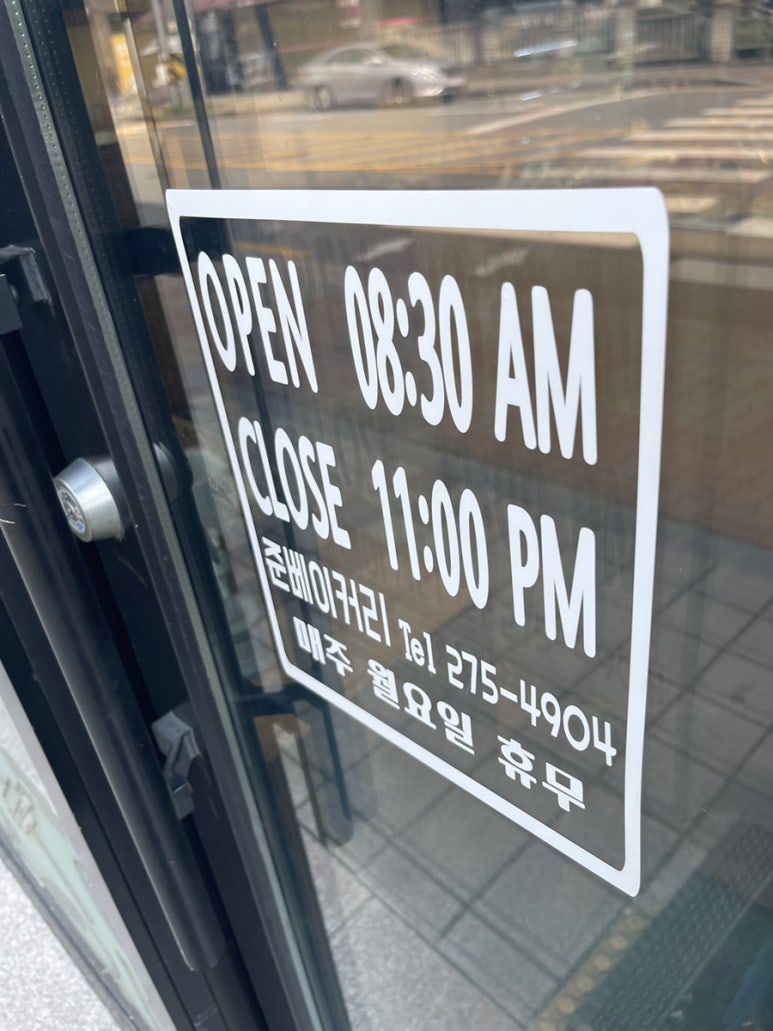 OPEN 08:30 AM
CLOSE 11:00 PM
준베이커리 Tel 275-4904
매주 월요일 휴무